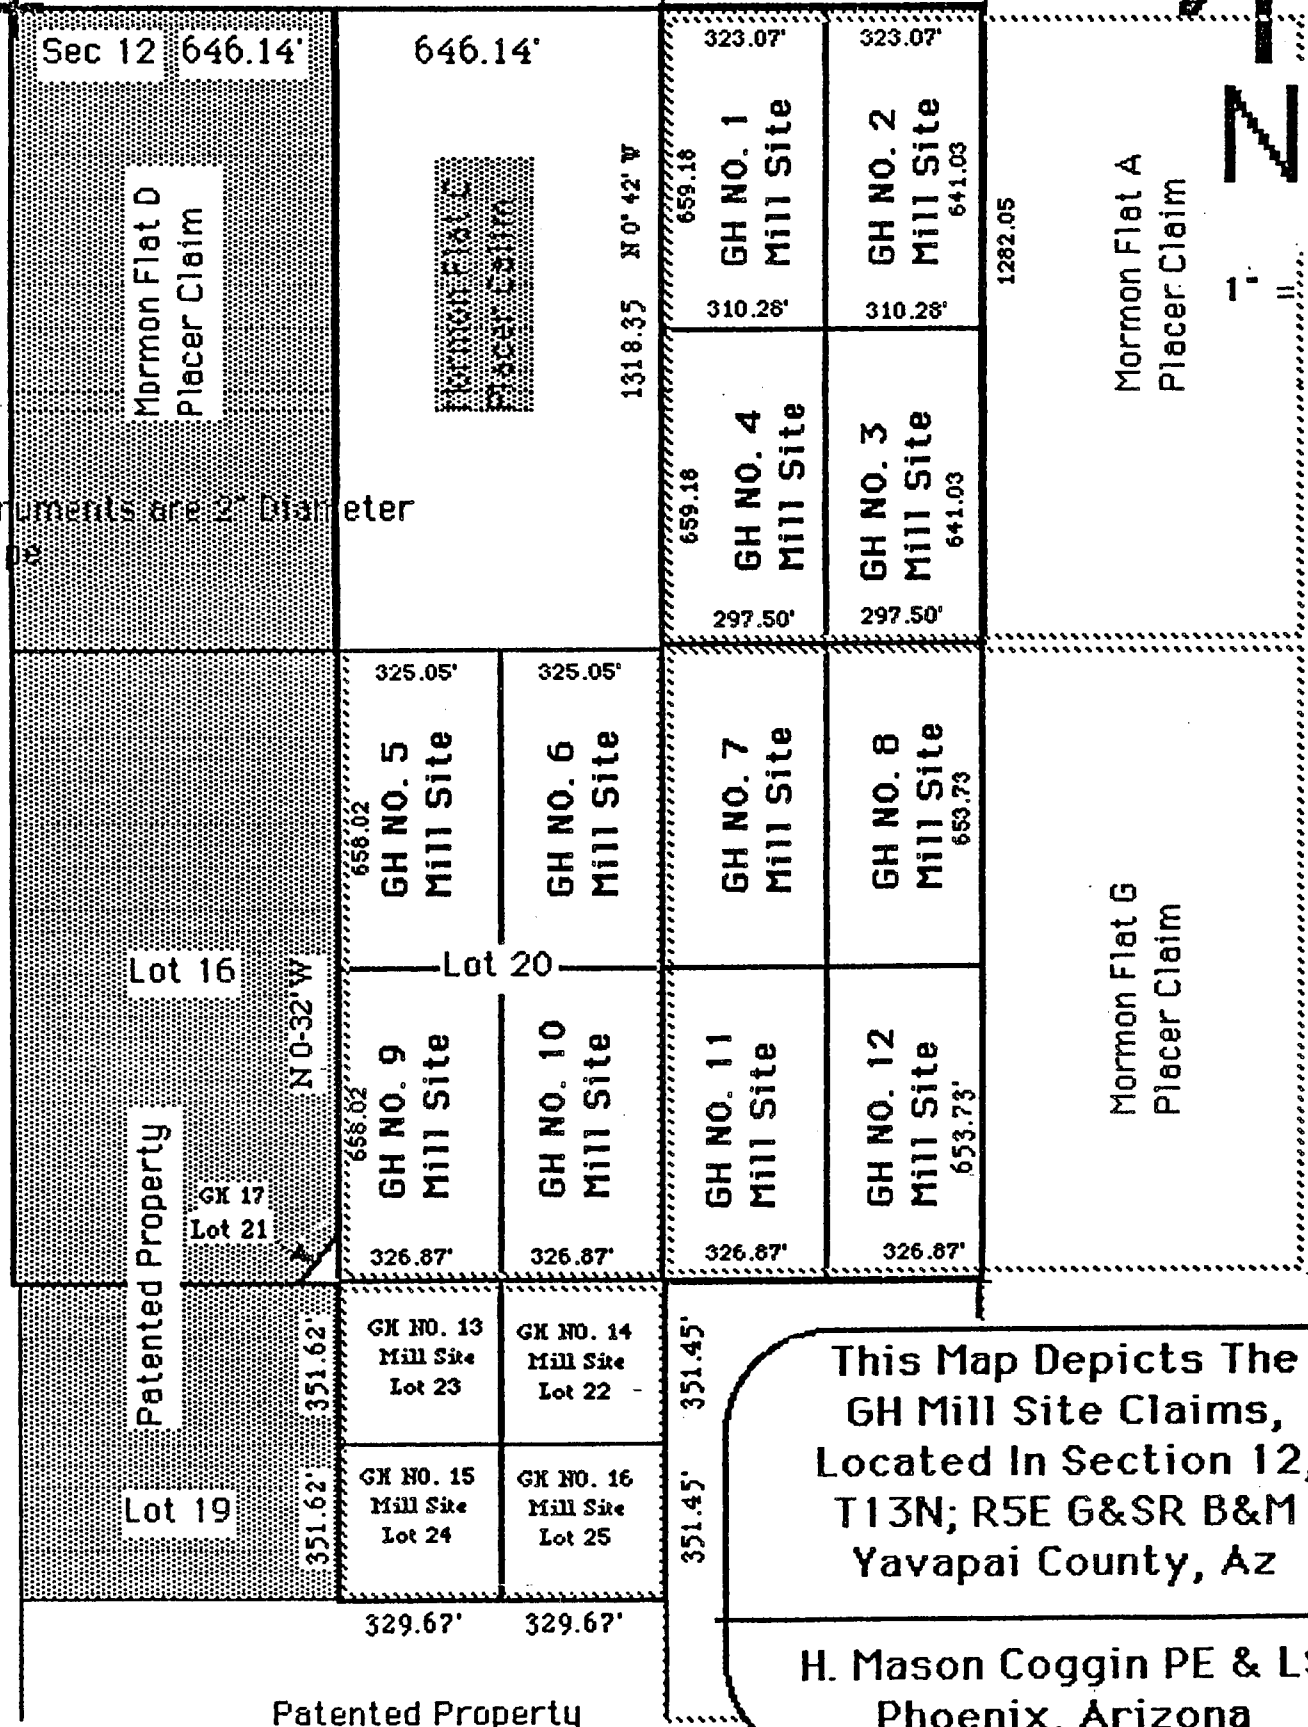 Sec 12
646.14'
646.14'
323.07'
323.07'
Mormon Flat D
Placer Claim
Mormon Flat C
Placer Calim
1318.35 N 0° 42' W
659.18
GH NO. 1
Mill Site
310.28'
GH NO. 2
Mill Site
641.03
310.28'
1282.05
Mormon Flat A
Placer Claim
N
1" =
659.18
GH NO. 4
Mill Site
297.50'
GH NO. 3
Mill Site
641.03
297.50'
uments are 2" Diameter
pe
325.05'
325.05'
658.02
GH NO. 5
Mill Site
GH NO. 6
Mill Site
GH NO. 7
Mill Site
GH NO. 8
Mill Site
653.73
Lot 16
N 0-32'W
Lot 20
Mormon Flat G
Placer Claim
658.02
GH NO. 9
Mill Site
326.87'
GH NO. 10
Mill Site
326.87'
GH NO. 11
Mill Site
326.87'
GH NO. 12
Mill Site
653.73'
326.87'
Patented Property
GH 17
Lot 21
351.62'
GH NO. 13
Mill Site
Lot 23
GH NO. 14
Mill Site
Lot 22
351.45'
Lot 19
351.62'
GH NO. 15
Mill Site
Lot 24
GH NO. 16
Mill Site
Lot 25
351.45'
329.67'
329.67'
Patented Property
This Map Depicts The
GH Mill Site Claims,
Located In Section 12,
T13N; R5E G&SR B&M
Yavapai County, Az
H. Mason Coggin PE & LS
Phoenix, Arizona